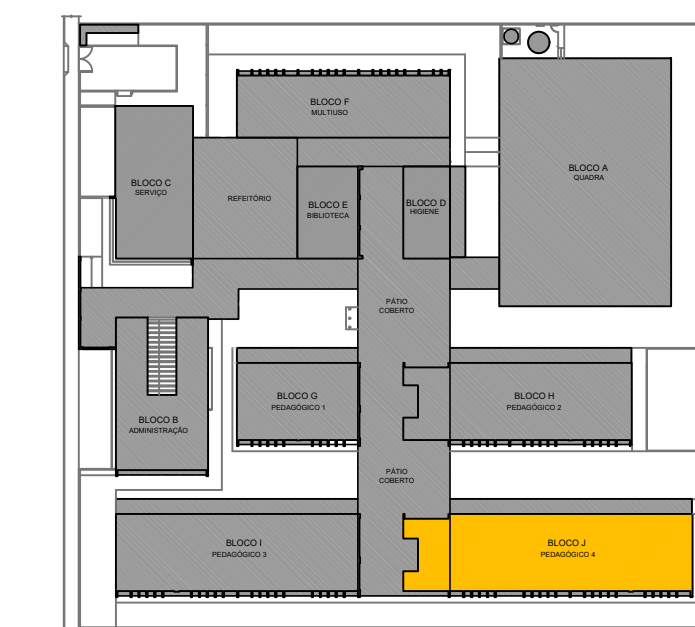 BLOCO F
MULTIUSO
BLOCO A
QUADRA
BLOCO C
SERVIÇO
REFEITÓRIO
BLOCO E
BIBLIOTECA
BLOCO D
HIGIENE
PÁTIO
COBERTO
BLOCO G
PEDAGÓGICO 1
BLOCO H
PEDAGÓGICO 2
BLOCO B
ADMINISTRAÇÃO
PÁTIO
COBERTO
BLOCO I
PEDAGÓGICO 3
BLOCO J
PEDAGÓGICO 4